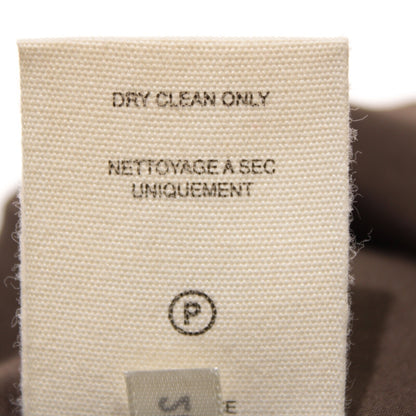 DRY CLEAN ONLY
NETTOYAGE A SEC
UNIQUEMENT
P
S
E